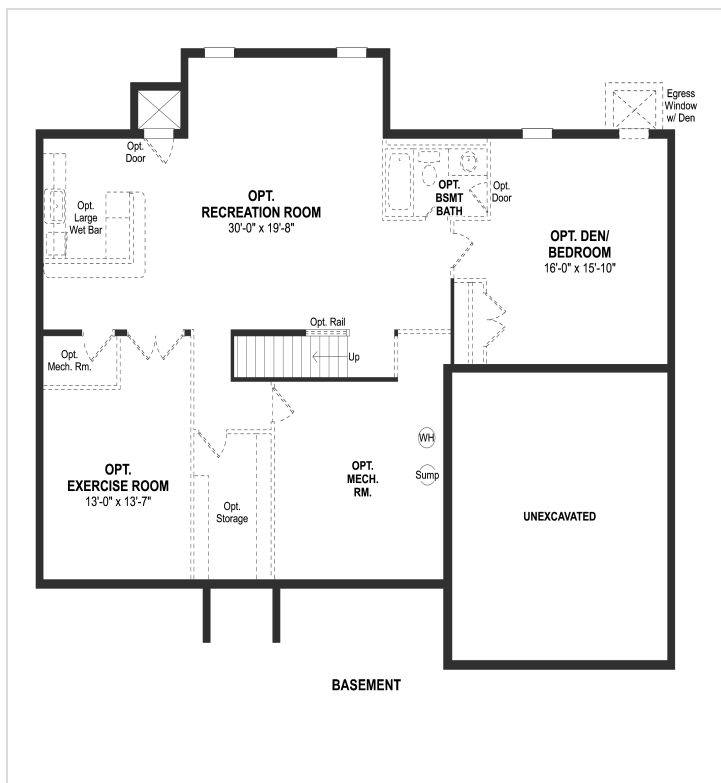 Egress
Window
w/ Den
Opt.
Door
OPT.
RECREATION ROOM
30'-0" x 19'-8"
OPT.
BSMT
BATH
Opt.
Door
Opt.
Large
Wet Bar
OPT. DEN/
BEDROOM
16'-0" x 15'-10"
Opt. Rail
Up
Opt.
Mech. Rm.
WH
OPT.
EXERCISE ROOM
13'-0" x 13'-7"
OPT.
MECH.
RM.
Sump
Opt.
Storage
UNEXCAVATED
BASEMENT